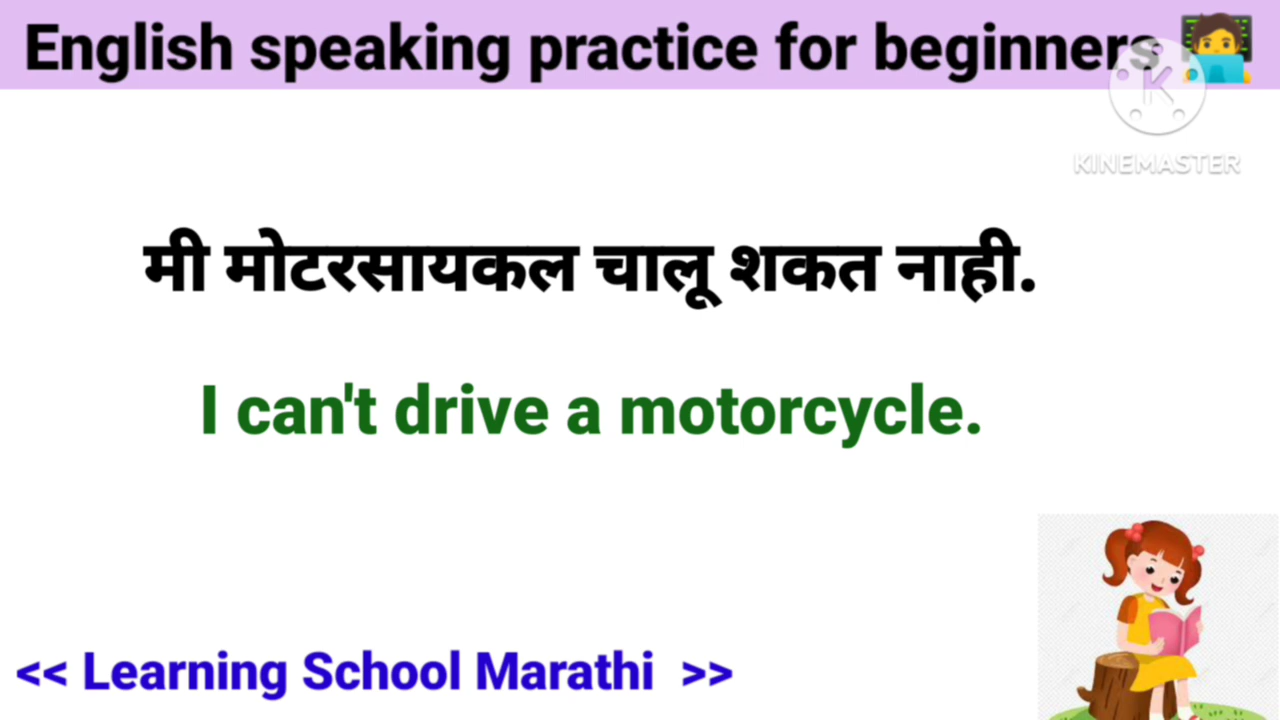 English speaking practice for beginners
KINEMASTER
मी मोटरसायकल चालू शकत नाही.
I can't drive a motorcycle.
<< Learning School Marathi >>